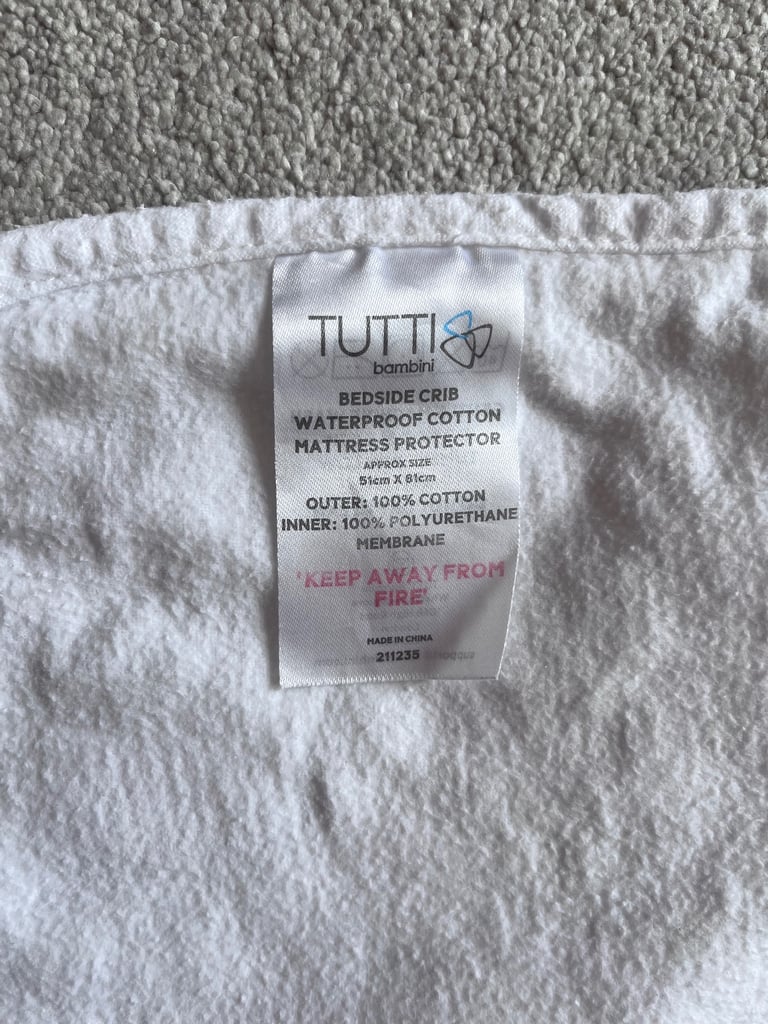 TUTTI
bambini
BEDSIDE CRIB
WATERPROOF COTTON
MATTRESS PROTECTOR
APPROX SIZE
51cm X 81cm
OUTER: 100% COTTON
INNER: 100% POLYURETHANE
MEMBRANE
'KEEP AWAY FROM
FIRE'
MADE IN CHINA
211235